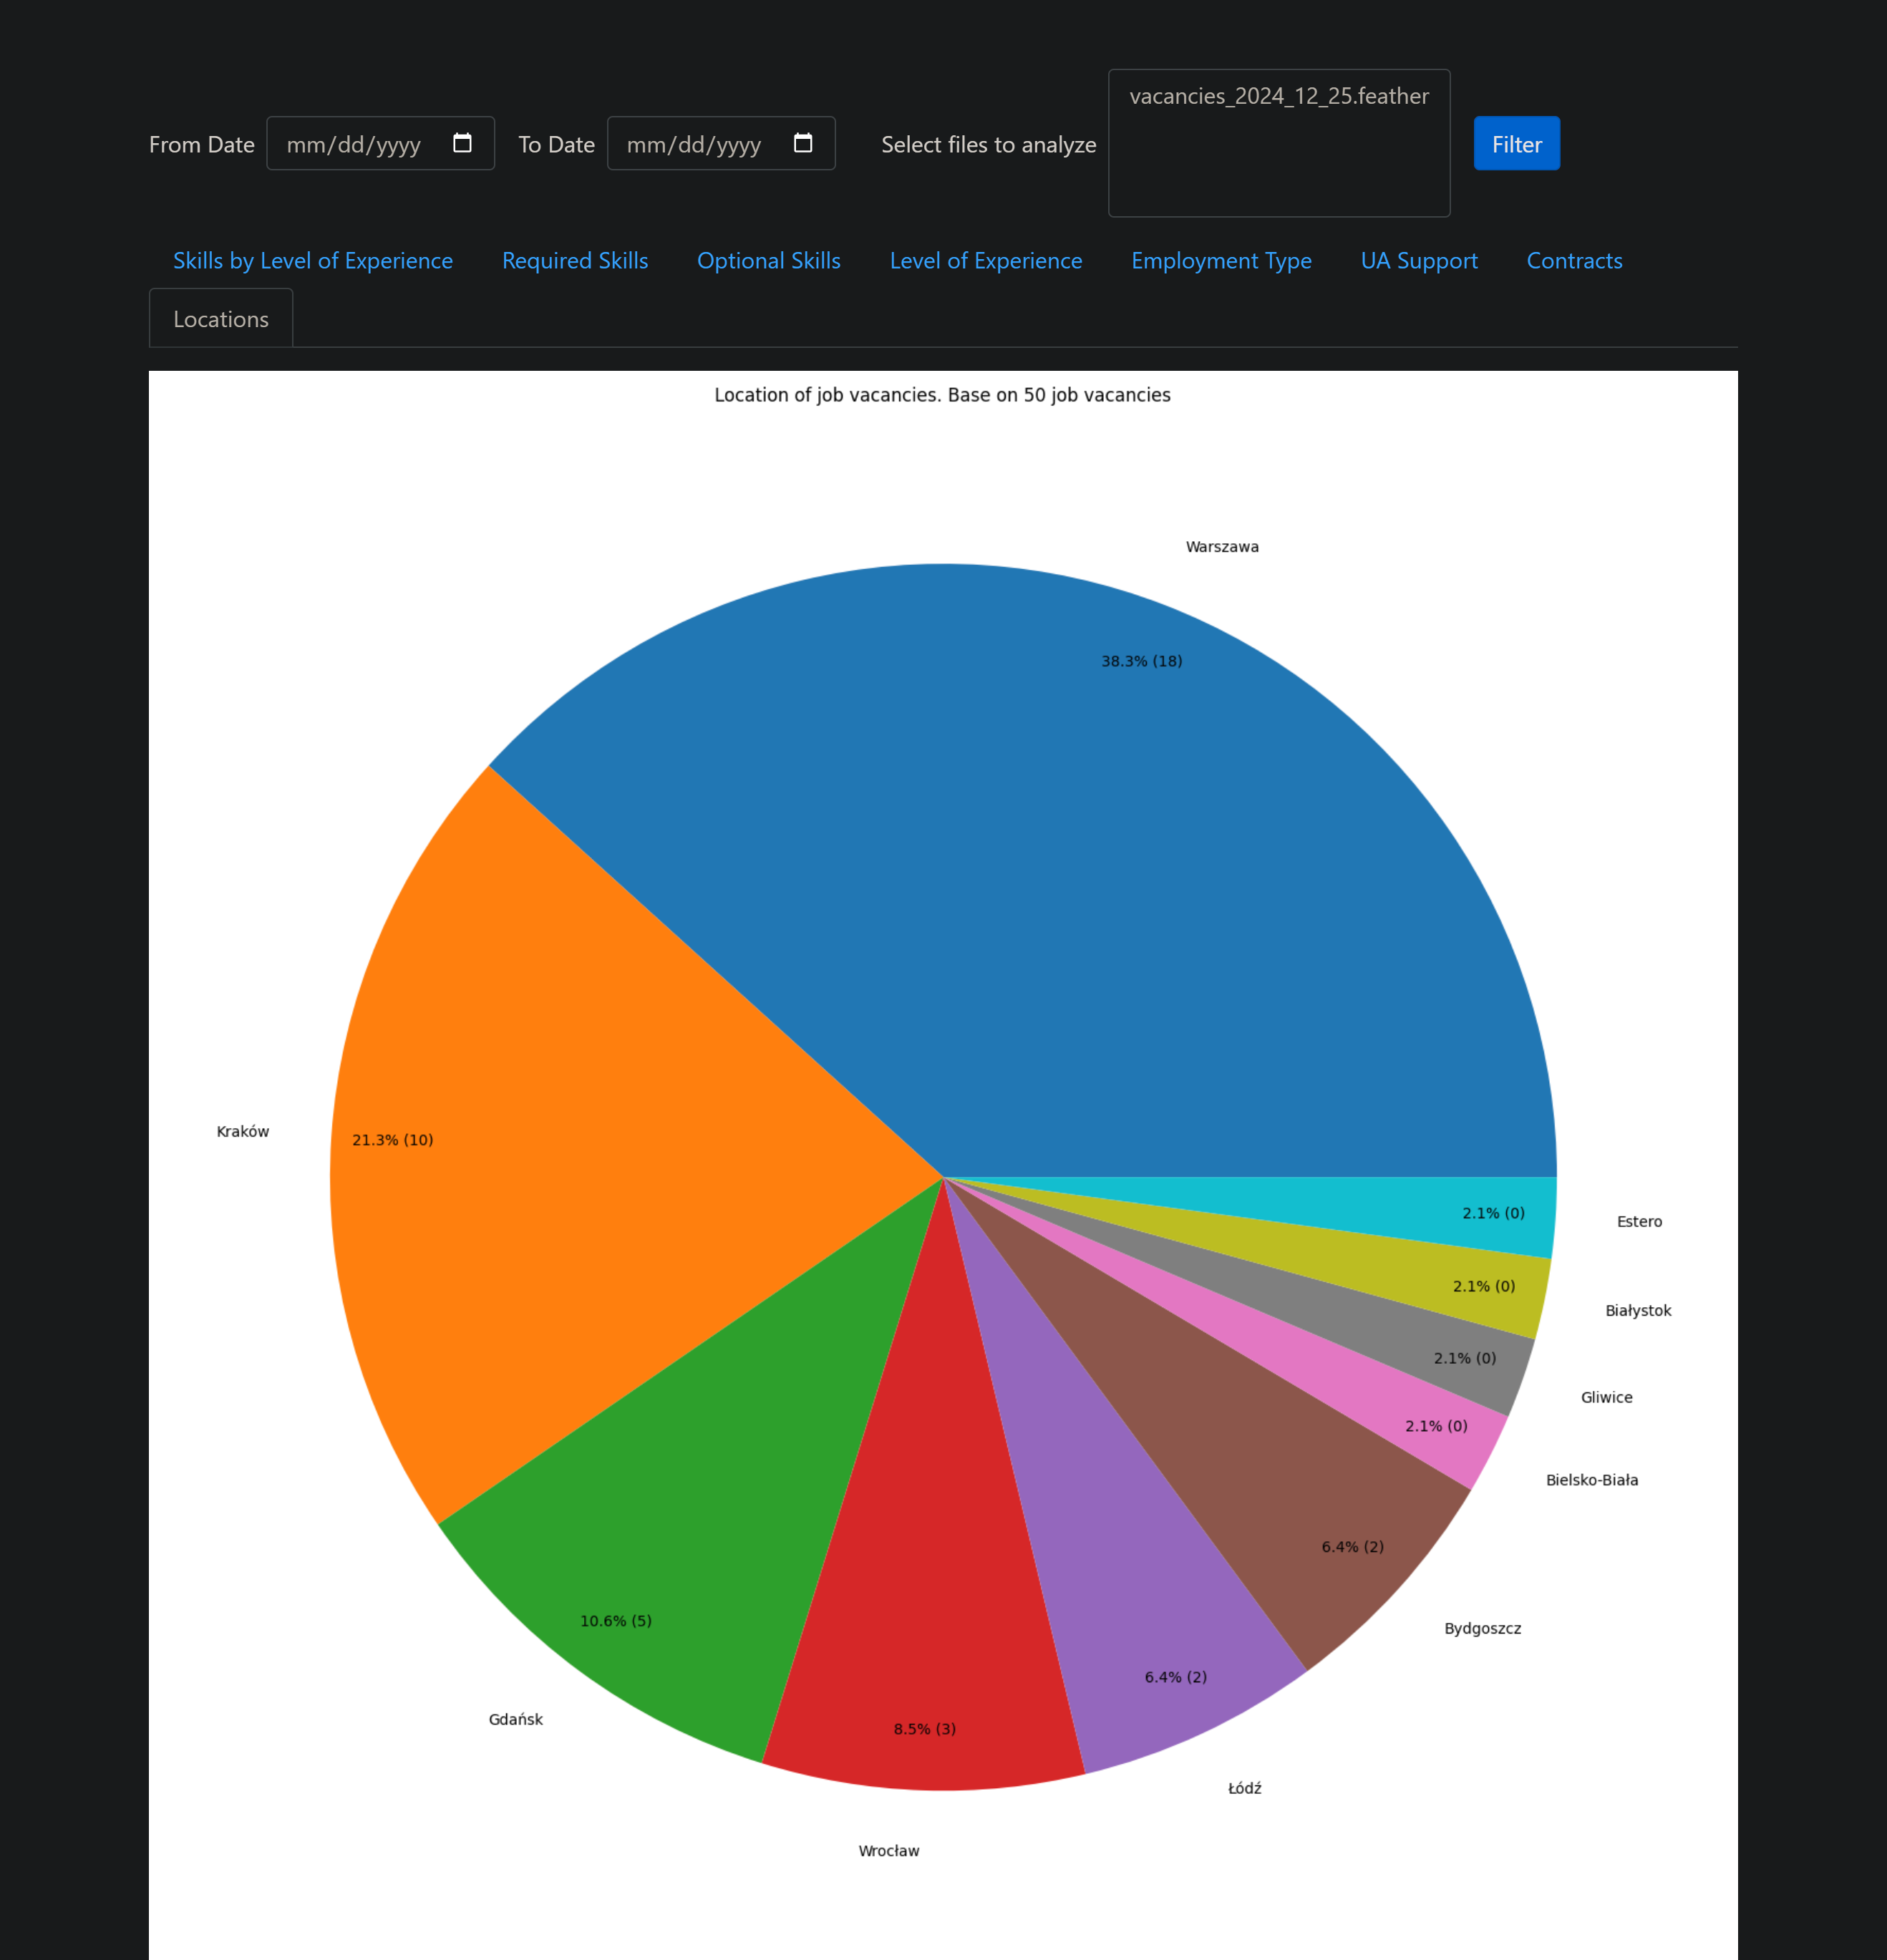 vacancies_2024_12_25.feather
From Date mm/dd/yyyy To Date mm/dd/yyyy Select files to analyze Filter
Skills by Level of Experience Required Skills Optional Skills Level of Experience Employment Type UA Support Contracts
Locations
Location of job vacancies. Base on 50 job vacancies
Warszawa
38.3% (18)
Kraków
21.3% (10)
2.1% (0)
Estero
2.1% (0)
Białystok
2.1% (0)
Gliwice
2.1% (0)
Bielsko-Biała
6.4% (2)
Bydgoszcz
10.6% (5)
6.4% (2)
Gdańsk
8.5% (3)
Łódź
Wrocław